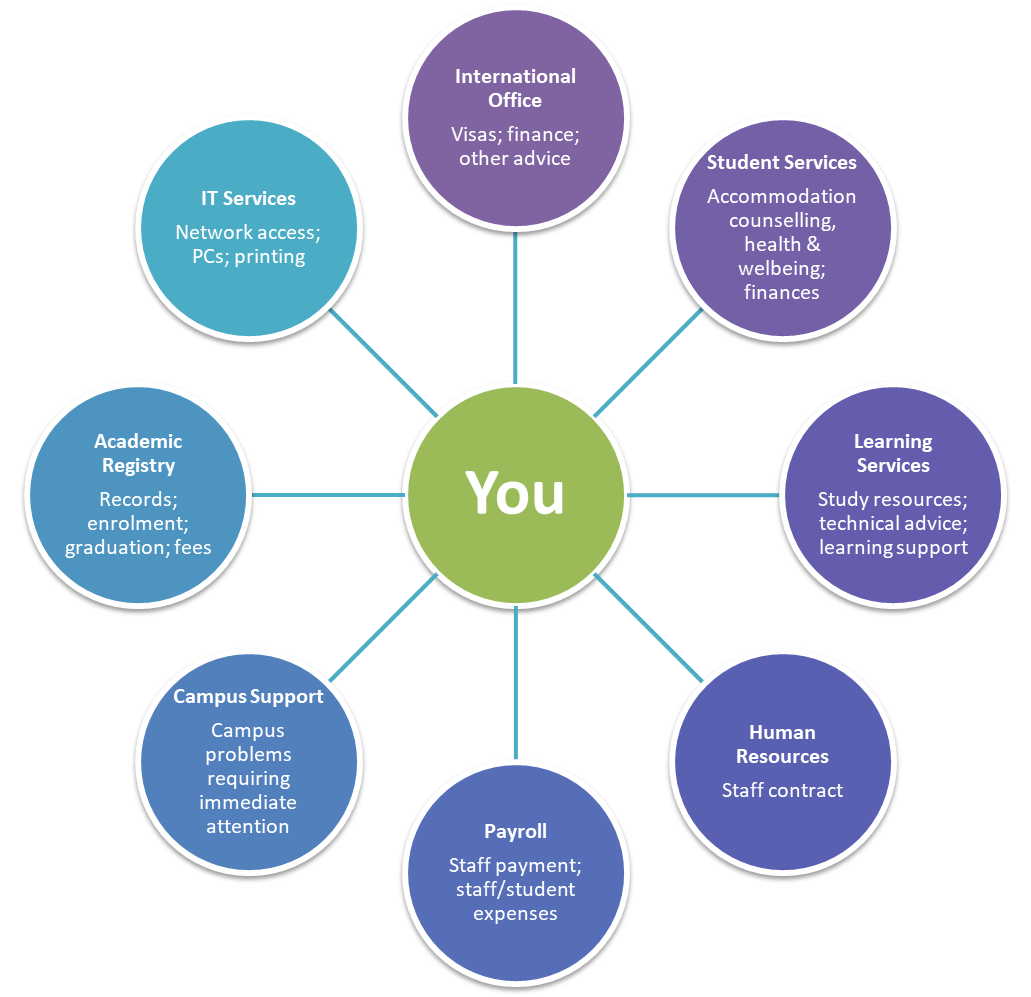 International
Office
Visas; finance;
other advice
Student Services
Accommodation
counselling,
health &
welbeing;
finances
Learning
Services
Study resources;
technical advice;
learning support
Human
Resources
Staff contract
Payroll
Staff payment;
staff/student
expenses
Campus Support
Campus
problems
requiring
immediate
attention
Academic
Registry
Records;
enrolment;
graduation; fees
IT Services
Network access;
PCs; printing
You